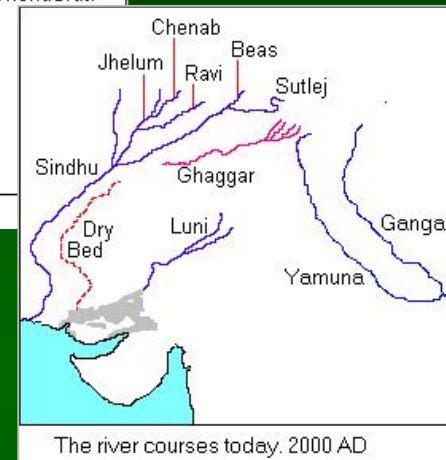 Chenab
Beas
Jhelum
Ravi
Sutlej
Sindhu
Ghaggar
Dry
Bed
Luni
Ganga
Yamuna
The river courses today. 2000 AD